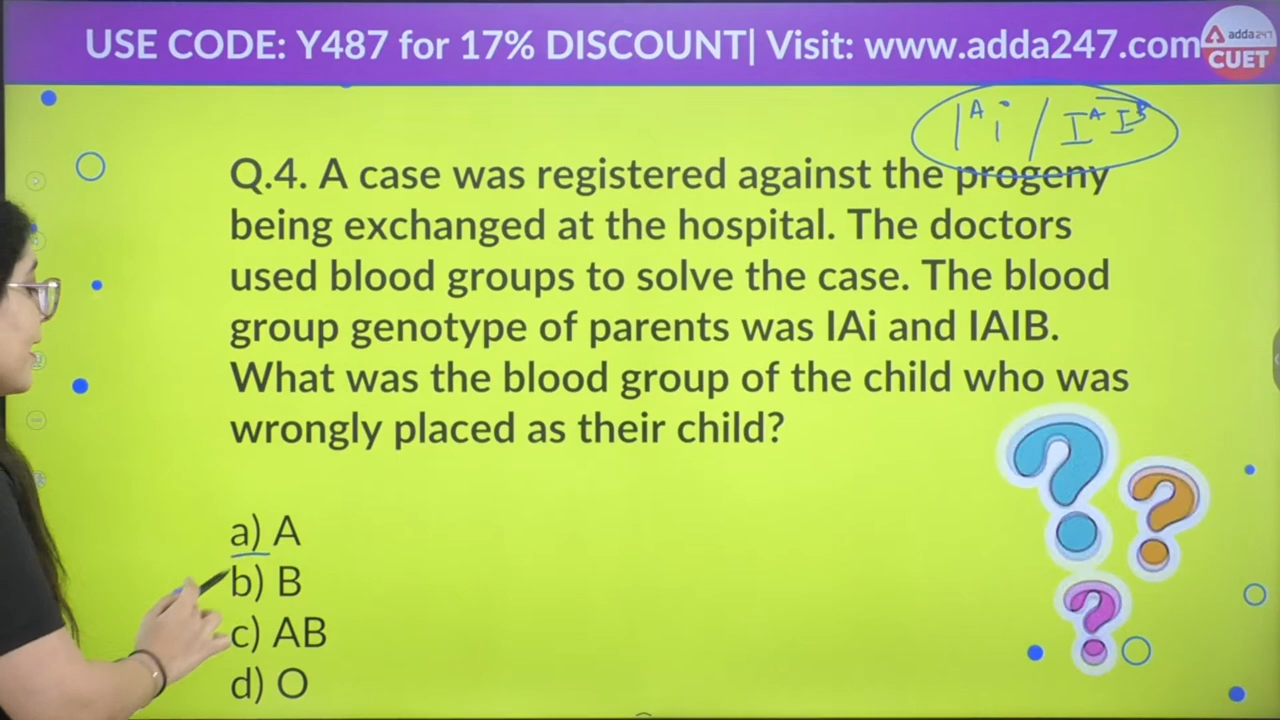 USE CODE: Y487 for 17% DISCOUNT| Visit: www.adda247.com
adda247
CUET
IAi / IAIB
Q.4. A case was registered against the progeny
being exchanged at the hospital. The doctors
used blood groups to solve the case. The blood
group genotype of parents was IAi and IAIB.
What was the blood group of the child who was
wrongly placed as their child?
a) A
b) B
c) AB
d) O